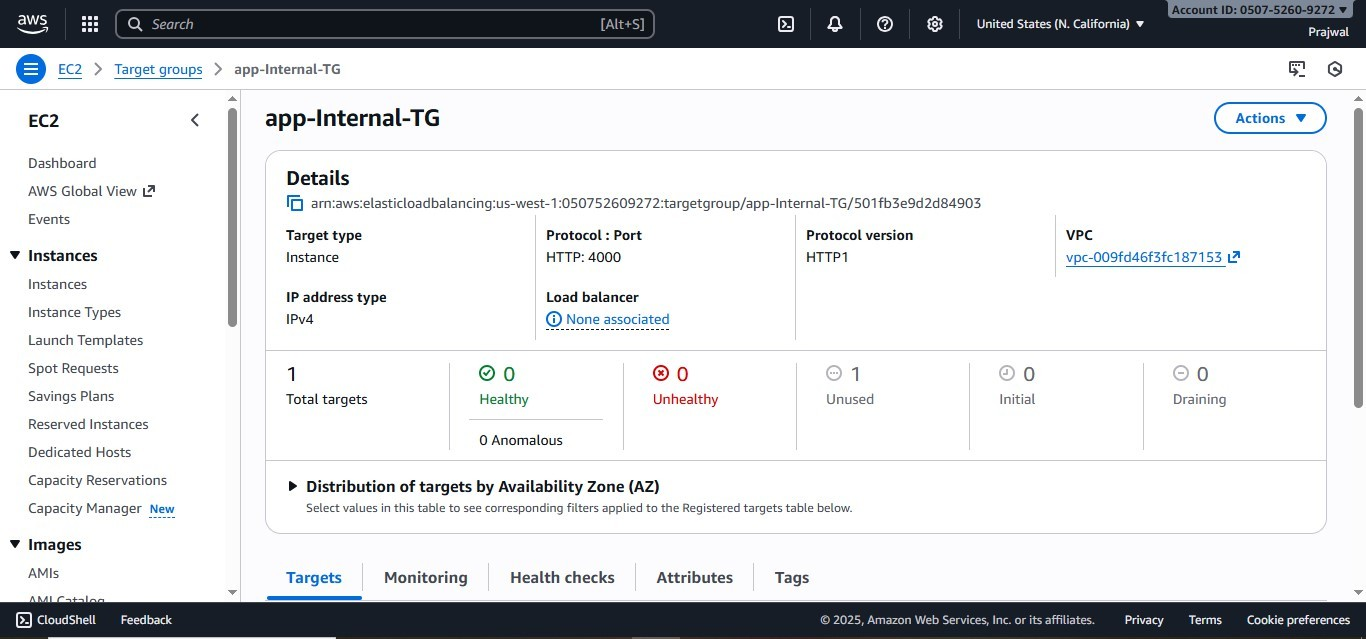 aws
Search
[Alt+S]
United States (N. California)
Account ID: 0507-5260-9272
Prajwal
EC2
Target groups
app-Internal-TG
EC2
Dashboard
AWS Global View
Events
Instances
Instances
Instance Types
Launch Templates
Spot Requests
Savings Plans
Reserved Instances
Dedicated Hosts
Capacity Reservations
Capacity Manager New
Images
AMIs
AMI Catalog
app-Internal-TG
Actions
Details
arn:aws:elasticloadbalancing:us-west-1:050752609272:targetgroup/app-Internal-TG/501fb3e9d2d84903
Target type
Instance
Protocol : Port
HTTP: 4000
Protocol version
HTTP1
VPC
vpc-009fd46f3fc187153
IP address type
IPv4
Load balancer
None associated
1
Total targets
0
Healthy
0 Anomalous
0
Unhealthy
1
Unused
0
Initial
0
Draining
Distribution of targets by Availability Zone (AZ)
Select values in this table to see corresponding filters applied to the Registered targets table below.
Targets
Monitoring
Health checks
Attributes
Tags
CloudShell
Feedback
© 2025, Amazon Web Services, Inc. or its affiliates.
Privacy
Terms
Cookie preferences